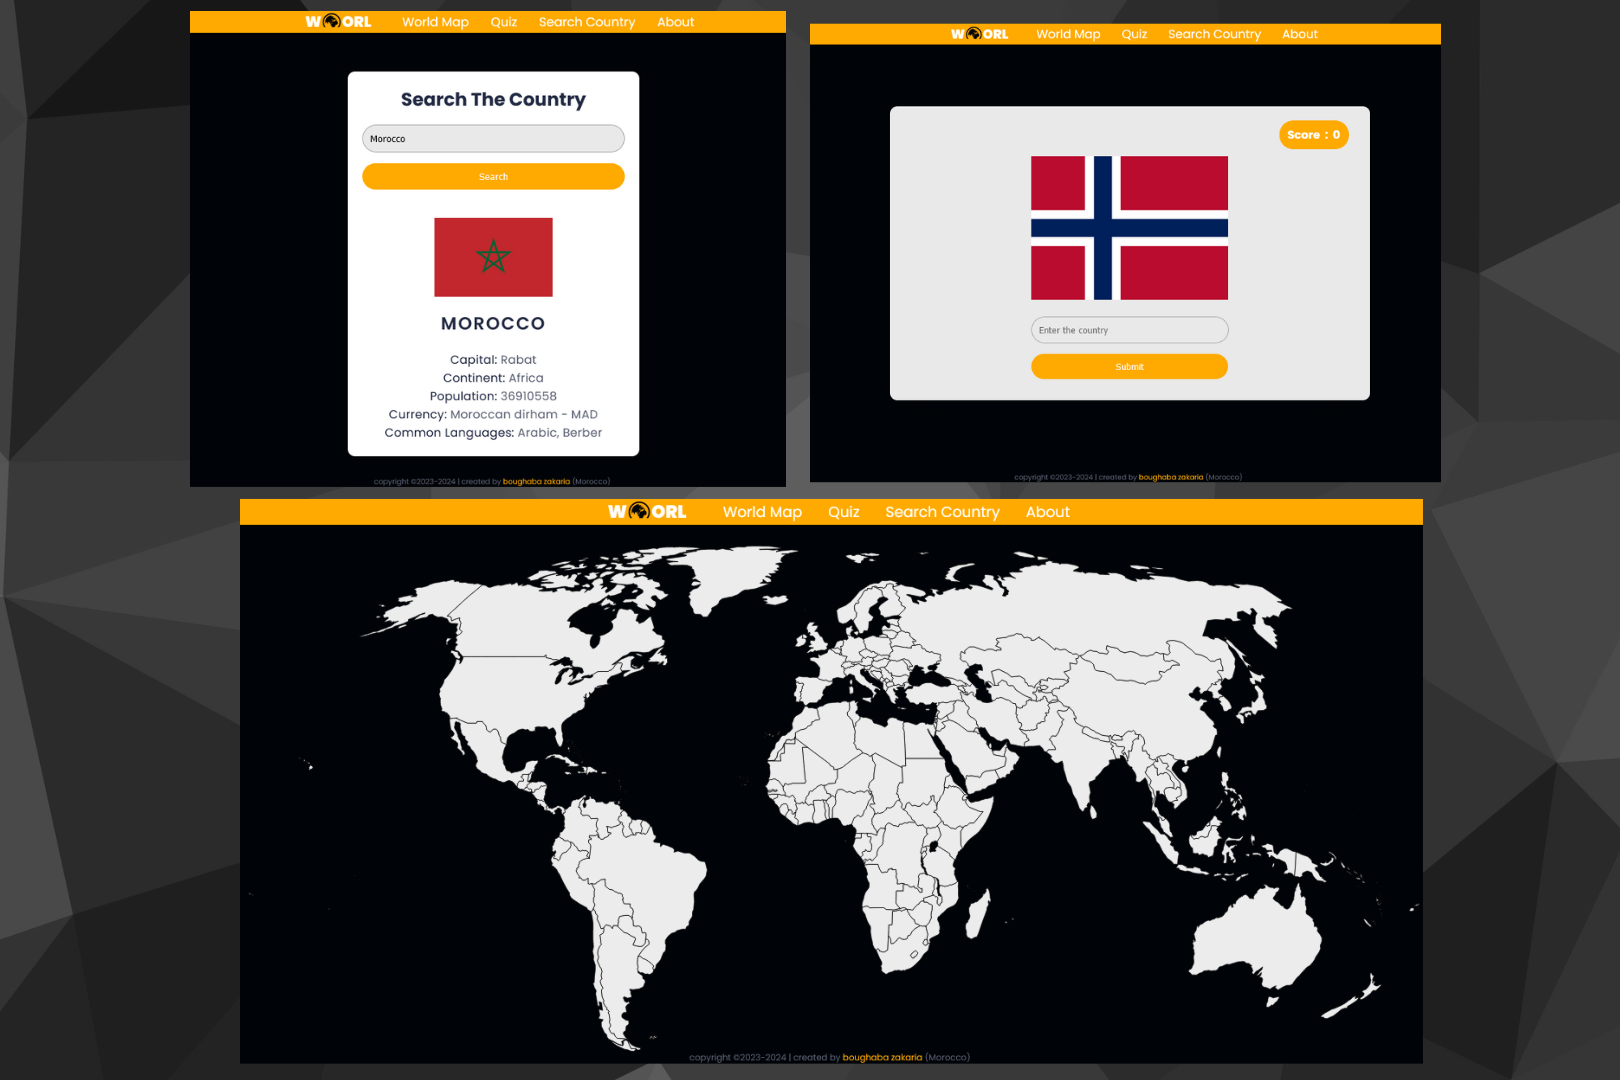 W ORL World Map Quiz Search Country About
Search The Country
Morocco
Search
MOROCCO
Capital: Rabat
Continent: Africa
Population: 36910558
Currency: Moroccan dirham - MAD
Common Languages: Arabic, Berber
copyright ©2023-2024 | created by boughaba zakaria (Morocco)
W ORL World Map Quiz Search Country About
Score : 0
Enter the country
Submit
copyright ©2023-2024 | created by boughaba zakaria (Morocco)
W ORL World Map Quiz Search Country About
copyright ©2023-2024 | created by boughaba zakaria (Morocco)